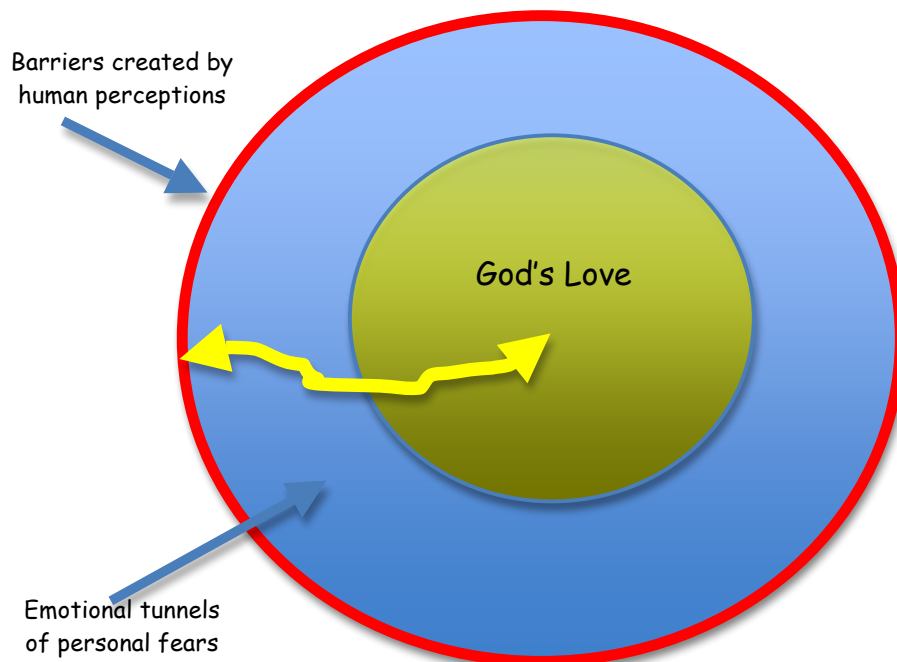 Barriers created by
human perceptions
God's Love
Emotional tunnels
of personal fears